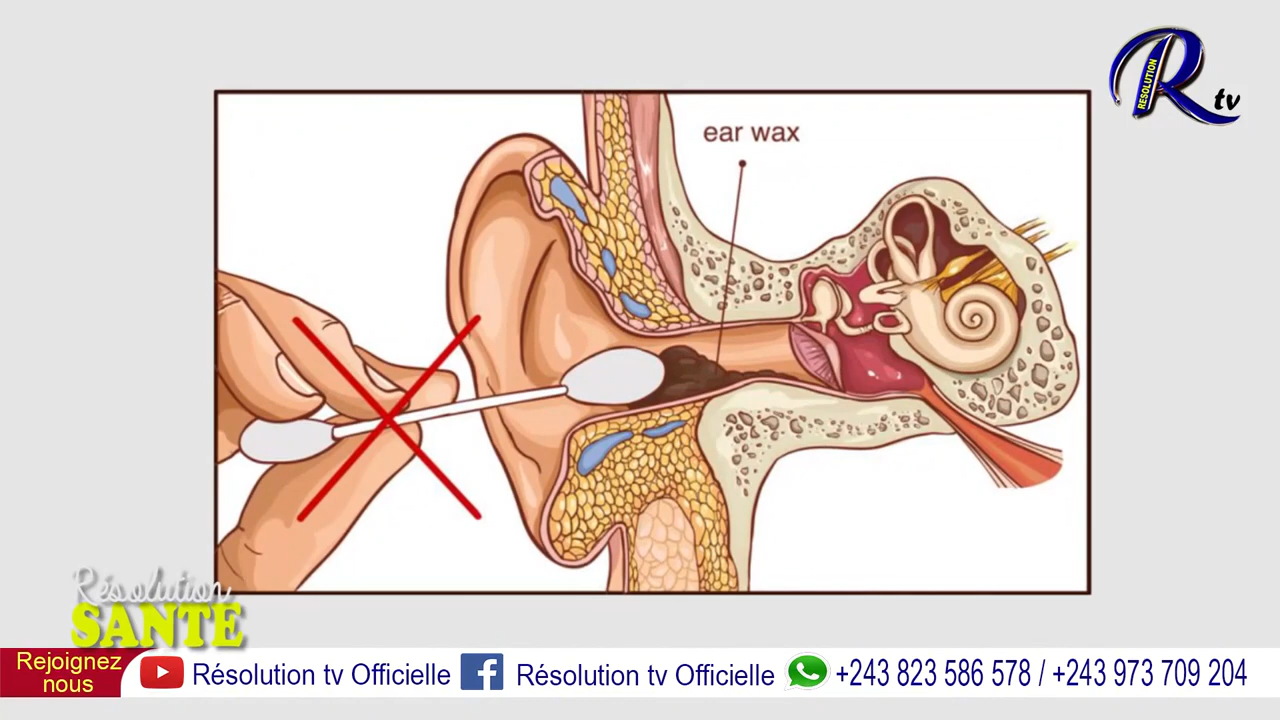 RESOLUTION
R tv
ear wax
Résolution
SANTE
Rejoignez
nous
Résolution tv Officielle
Résolution tv Officielle
+243 823 586 578 / +243 973 709 204